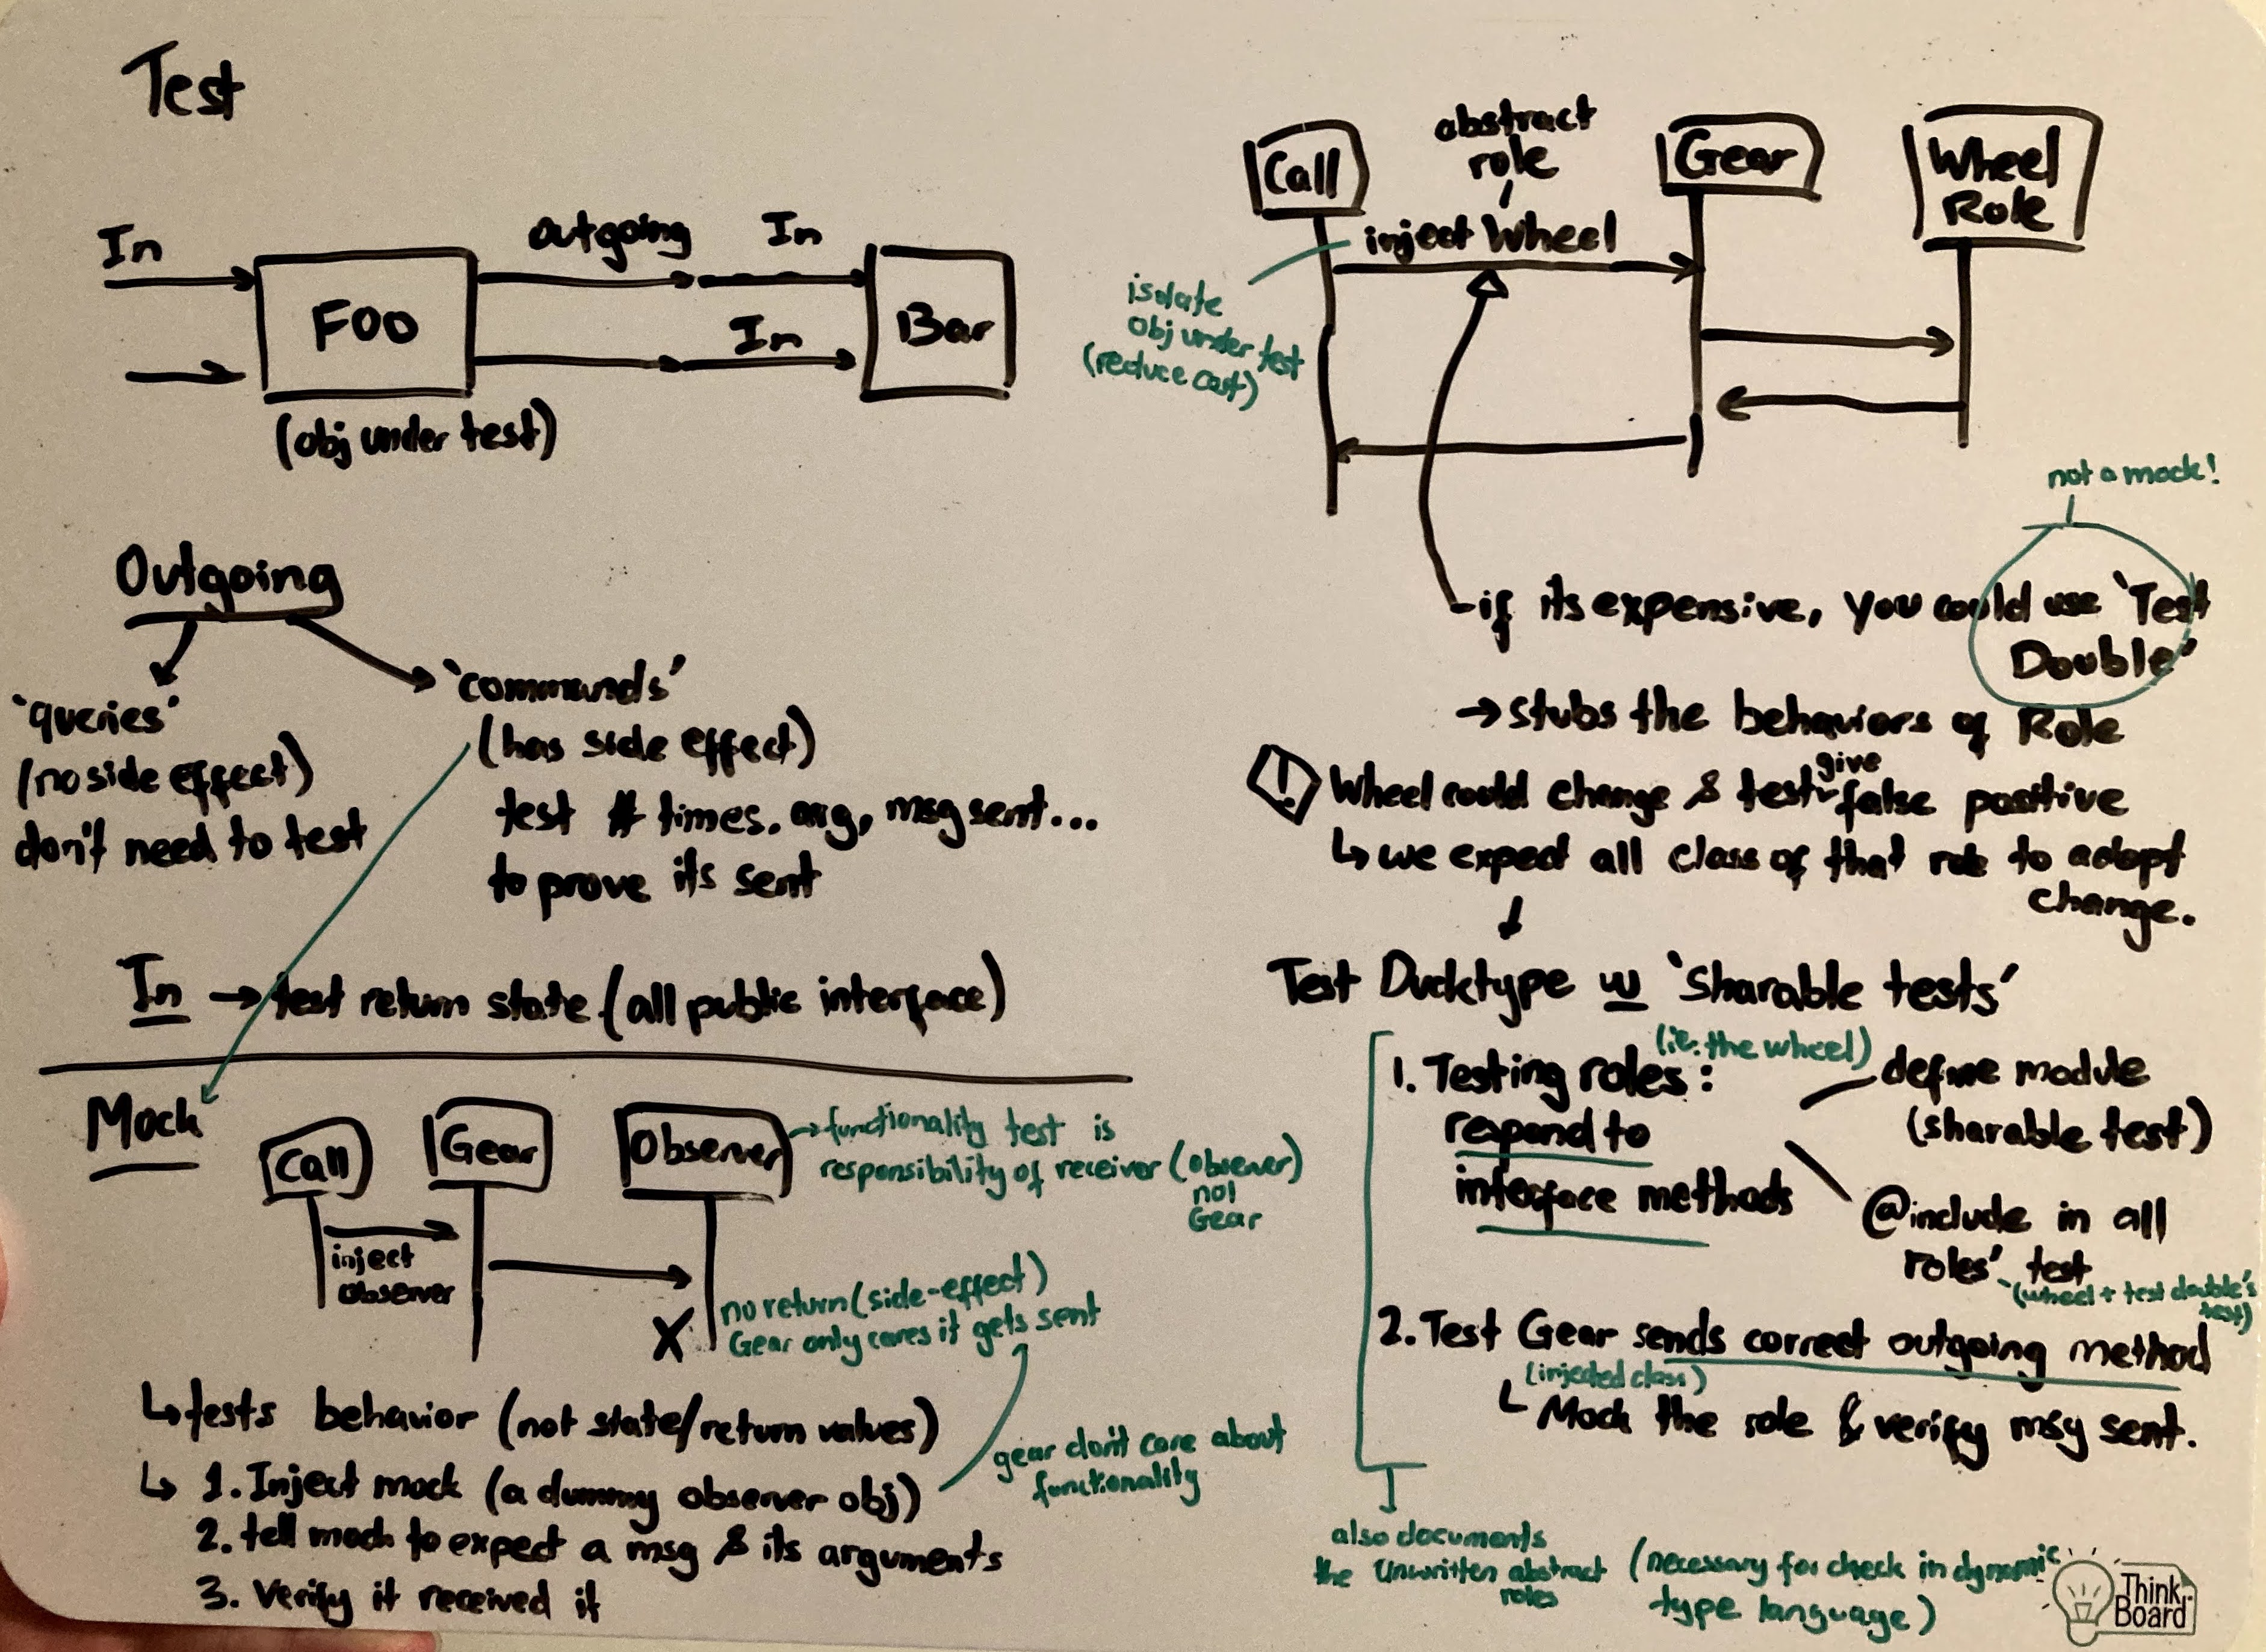 Test
In
outgoing
In
FOO
In
Bar
(obj under test)
Outgoing
`queries'
(no side effect)
don't need to test
`commands'
(has side effect)
test # times, arg, msg sent...
to prove its sent
In → test return state (all public interface)
Mock
Call
Gear
Observer
→ functionality test is
responsibility of receiver (observer)
not
Gear
inject
observer
X
no return (side-effect)
Gear only cares it gets sent
↳ tests behavior (not state/return values)
↳ 1. Inject mock (a dummy observer obj)
2. tell mock to expect a msg & its arguments
3. Verify it received it
gear don't care about
functionality
Call
abstract
role
Gear
Wheel
Role
inject Wheel
isolate
Obj under test
(reduce cost)
not a mock!
if its expensive, you could use `Test
Double'
→ stubs the behaviors of Role
! Wheel could change & test give false positive
↳ we expect all class of that role to adopt
change.
↓
Test Ducktype w `Sharable tests'
1. Testing roles: (ie. the wheel)
respond to
interface methods
define module
(sharable test)
@include in all
roles' test
(wheel + test double's
test)
2. Test Gear sends correct outgoing method
(injected class)
↳ Mock the role & verify msg sent.
also documents
the Unwritten abstract
roles
(necessary for check in dynamic
type language)
Think
Board